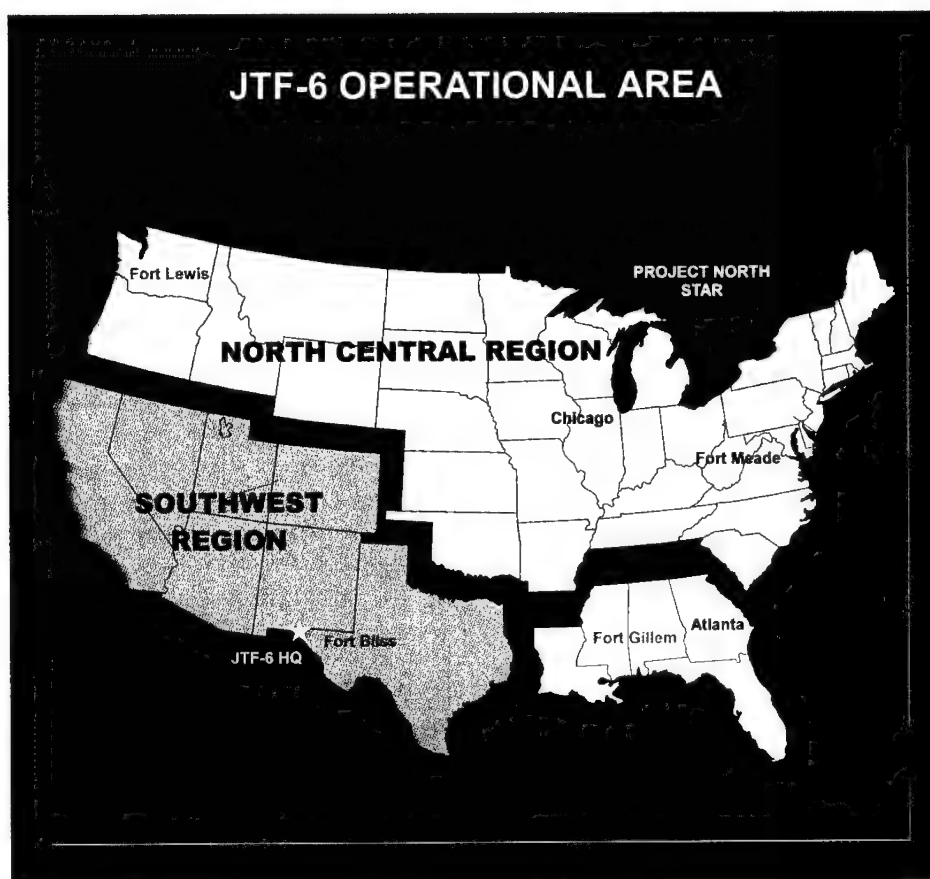 JTF-6 OPERATIONAL AREA
Fort Lewis
PROJECT NORTH
STAR
NORTH CENTRAL REGION
Chicago
Fort Meade
SOUTHWEST
REGION
Fort Bliss
JTF-6 HQ
Fort Gillem
Atlanta